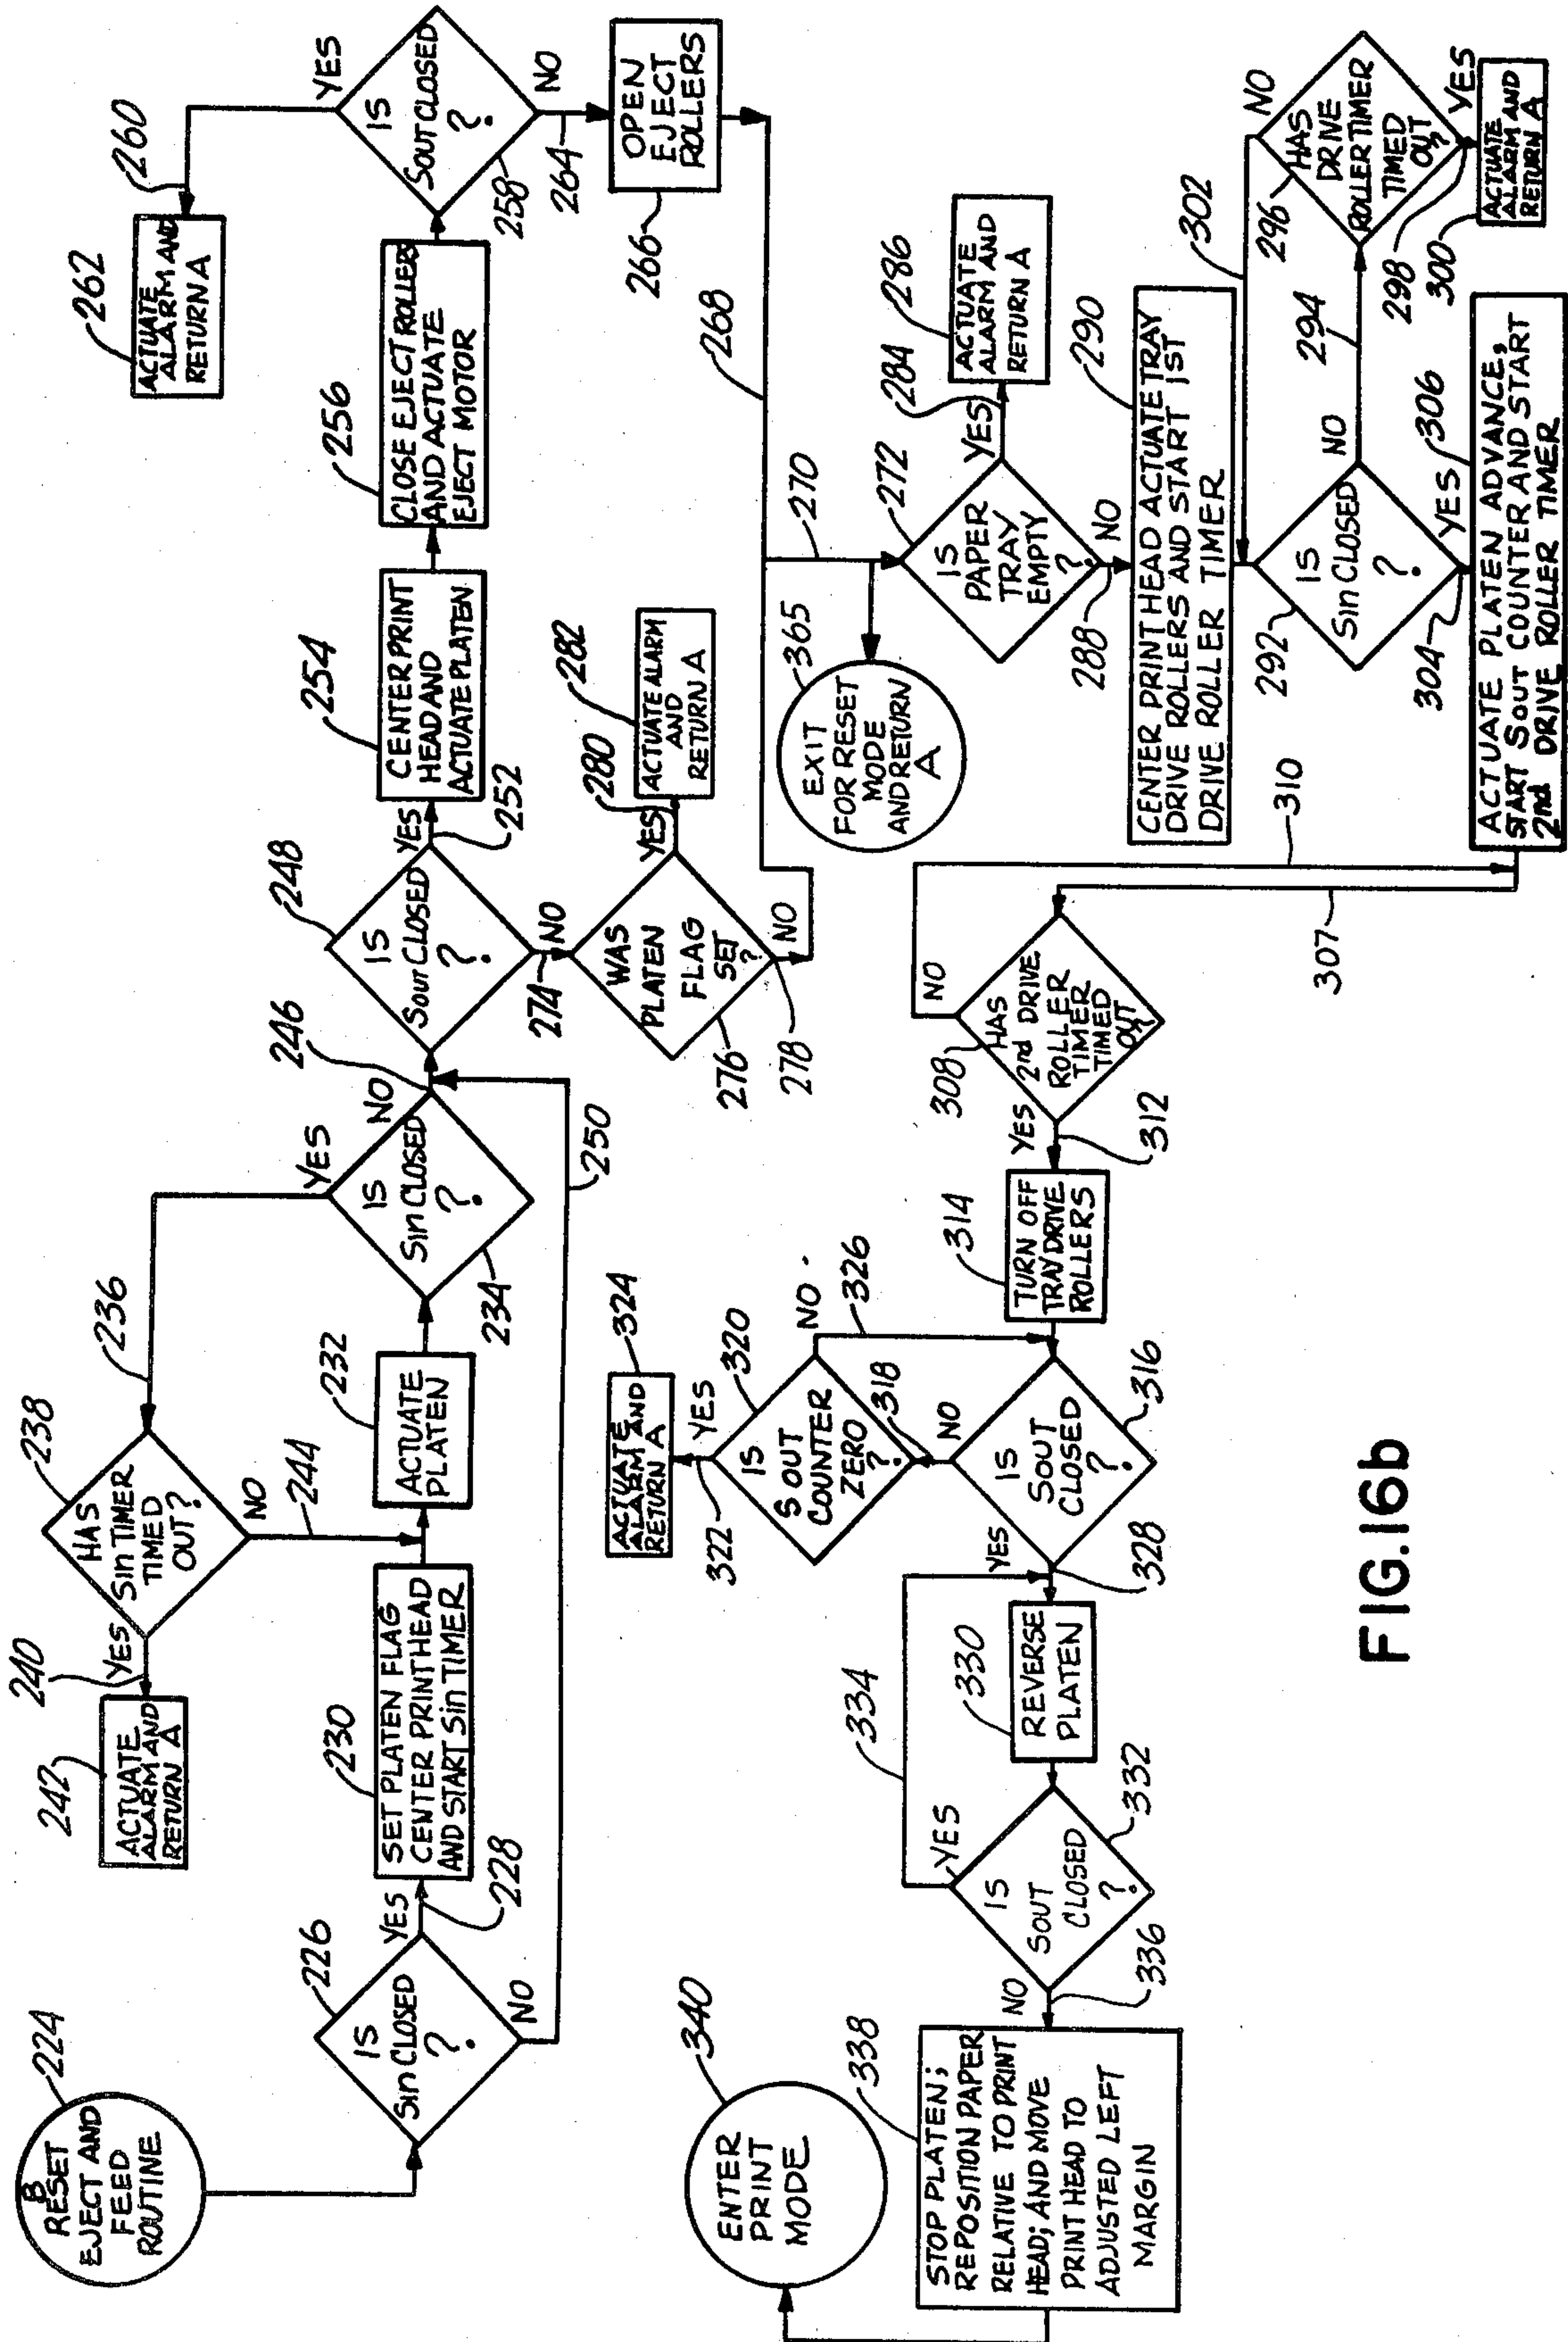 B
RESET
EJECT AND
FEED
ROUTINE
224
IS
Sin CLOSED
?
226
YES
228
NO
SET PLATEN FLAG
CENTER PRINTHEAD
AND START Sin TIMER
230
ACTUATE
PLATEN
232
IS
Sin CLOSED
?
234
YES
236
NO
246
250
HAS
Sin TIMER
TIMED
OUT?
238
YES
240
NO
244
ACTUATE
ALARM AND
RETURN A
242
IS
SOUT CLOSED
?
248
YES
252
NO
274
CENTER PRINT
HEAD AND
ACTUATE PLATEN
254
CLOSE EJECT ROLLERS
AND ACTUATE
EJECT MOTOR
256
IS
SOUT CLOSED
?
258
YES
260
ACTUATE
ALARM AND
RETURN A
262
NO
264
OPEN
EJECT
ROLLERS
266
268
WAS
PLATEN
FLAG
SET
?
276
YES
280
ACTUATE ALARM
AND
RETURN A
282
NO
278
270
EXIT
FOR RESET
MODE
AND RETURN
A
365
IS
PAPER
TRAY
EMPTY
?
272
YES
284
ACTUATE AND
ALARM AND
RETURN A
286
NO
288
CENTER PRINT HEAD ACTUATE TRAY
DRIVE ROLLERS AND START 1ST
DRIVE ROLLER TIMER
290
IS
Sin CLOSED
?
292
NO
294
HAS
DRIVE
ROLLER TIMER
TIMED
OUT?
296
NO
302
YES
298
ACTUATE
ALARM AND
RETURN A
300
YES
304
ACTUATE PLATEN ADVANCE,
START SOUT COUNTER AND START
2nd DRIVE ROLLER TIMER
306
307
310
HAS
2nd DRIVE
ROLLER
TIMER
TIMED
OUT
?
308
NO
YES
312
TURN OFF
TRAY DRIVE
ROLLERS
314
IS
SOUT
CLOSED
?
316
NO
318
IS
S OUT
COUNTER
ZERO
?
320
NO
326
YES
322
ACTUATE
ALARM AND
RETURN A
324
YES
328
REVERSE
PLATEN
330
IS
SOUT
CLOSED
?
332
YES
334
NO
336
STOP PLATEN;
REPOSITION PAPER
RELATIVE TO PRINT
HEAD; AND MOVE
PRINT HEAD TO
ADJUSTED LEFT
MARGIN
338
ENTER
PRINT
MODE
340
FIG.16b